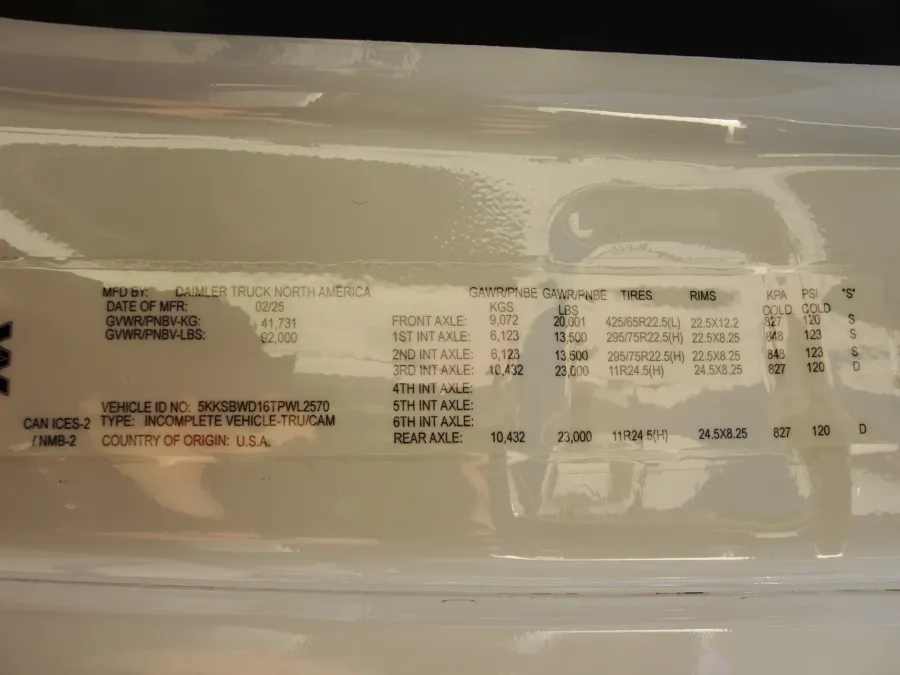 MFD BY: DAIMLER TRUCK NORTH AMERICA
DATE OF MFR: 02/25
GVWR/PNBV-KG: 41,731
GVWR/PNBV-LBS: 92,000
VEHICLE ID NO: 5KKSBWD16TPWL2570
CAN ICES-2 TYPE: INCOMPLETE VEHICLE-TRU/CAM
/ NMB-2 COUNTRY OF ORIGIN: U.S.A.
GAWR/PNBE GAWR/PNBE TIRES RIMS KPA PSI "S"
KGS LBS COLD COLD
FRONT AXLE: 9,072 20,001 425/65R22.5(L) 22.5X12.2 827 120 S
1ST INT AXLE: 6,123 13,500 295/75R22.5(H) 22.5X8.25 848 123 S
2ND INT AXLE: 6,123 13,500 295/75R22.5(H) 22.5X8.25 848 123 S
3RD INT AXLE: 10,432 23,000 11R24.5(H) 24.5X8.25 827 120 D
4TH INT AXLE:
5TH INT AXLE:
6TH INT AXLE:
REAR AXLE: 10,432 23,000 11R24.5(H) 24.5X8.25 827 120 D